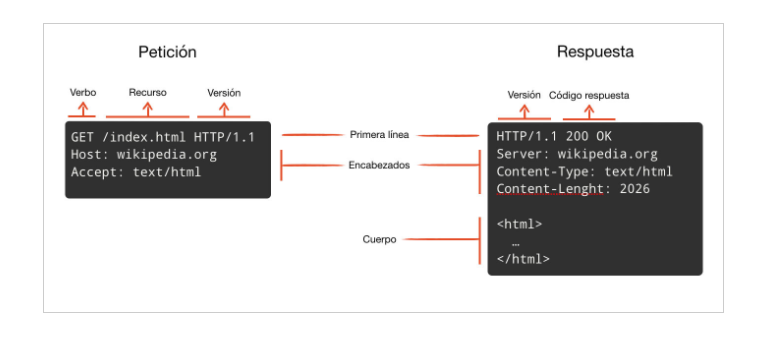 Petición
Respuesta
Verbo
Recurso
Versión
Versión
Código respuesta
GET /index.html HTTP/1.1
Host: wikipedia.org
Accept: text/html
Primera línea
Encabezados
Cuerpo
HTTP/1.1 200 OK
Server: wikipedia.org
Content-Type: text/html
Content-Lenght: 2026
<html>
…
</html>